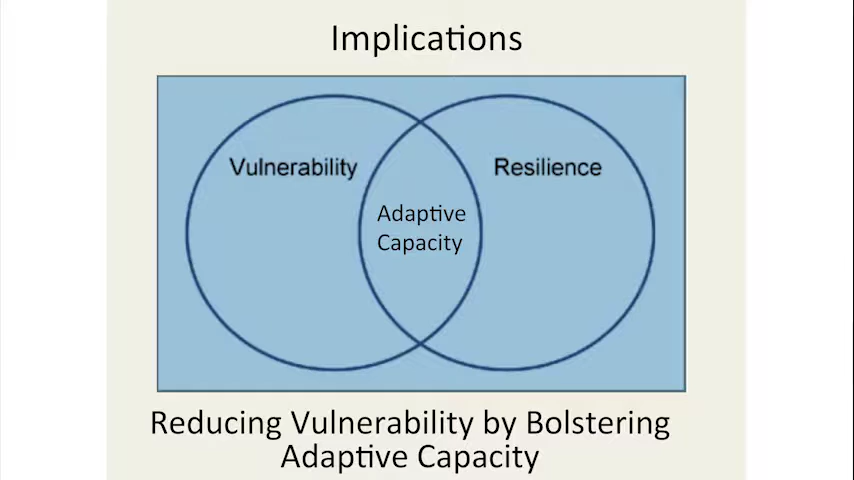 Implications
Vulnerability
Resilience
Adaptive
Capacity
Reducing Vulnerability by Bolstering
Adaptive Capacity